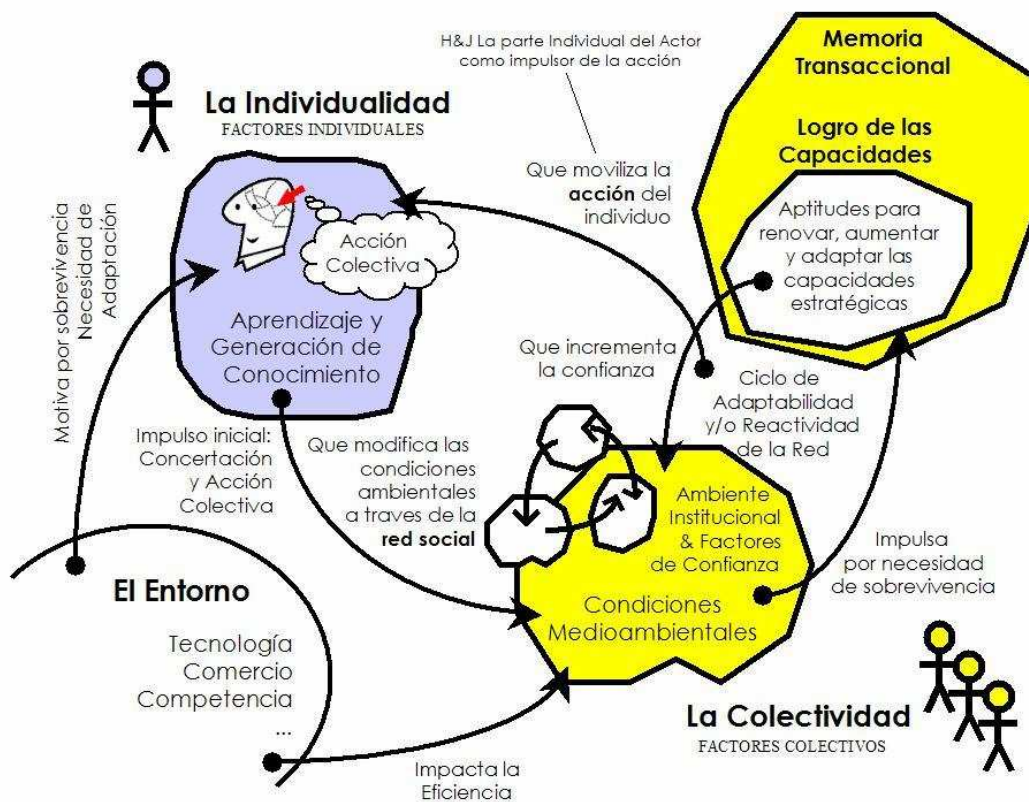 H&J La parte Individual del Actor
como impulsor de la acción
Memoria
Transaccional
Logro de las
Capacidades
Aptitudes para
renovar, aumentar
y adaptar las
capacidades
estratégicas
La Individualidad
FACTORES INDIVIDUALES
Que moviliza la
acción del
individuo
Acción
Colectiva
Aprendizaje y
Generación de
Conocimiento
Motiva por sobrevivencia
Necesidad de
Adaptación
Que incrementa
la confianza
Ciclo de
Adaptabilidad
y/o Reactividad
de la Red
Impulso inicial:
Concertación
y Acción
Colectiva
Que modifica las
condiciones
ambientales
a traves de la
red social
Ambiente
Institucional
& Factores
de Confianza
Condiciones
Medioambientales
Impulsa
por necesidad
de sobrevivencia
El Entorno
Tecnología
Comercio
Competencia
...
Impacta la
Eficiencia
La Colectividad
FACTORES COLECTIVOS